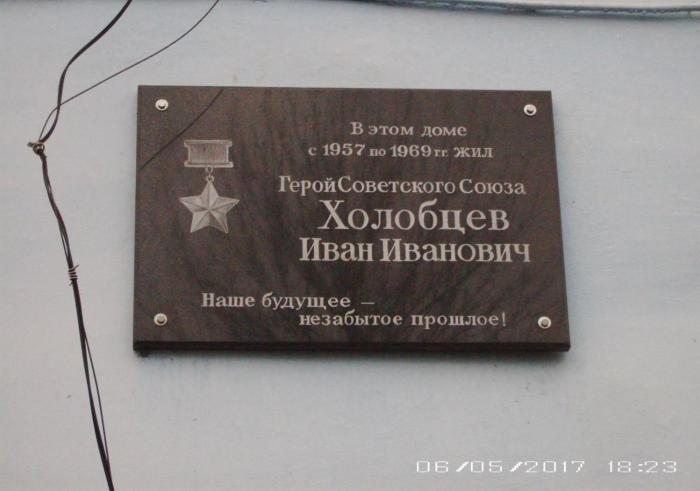 В этом доме
с 1957 по 1969 гг. жил
Герой Советского Союза
Холобцев
Иван Иванович
Наше будущее –
незабытое прошлое!
06/05/2017 18:23